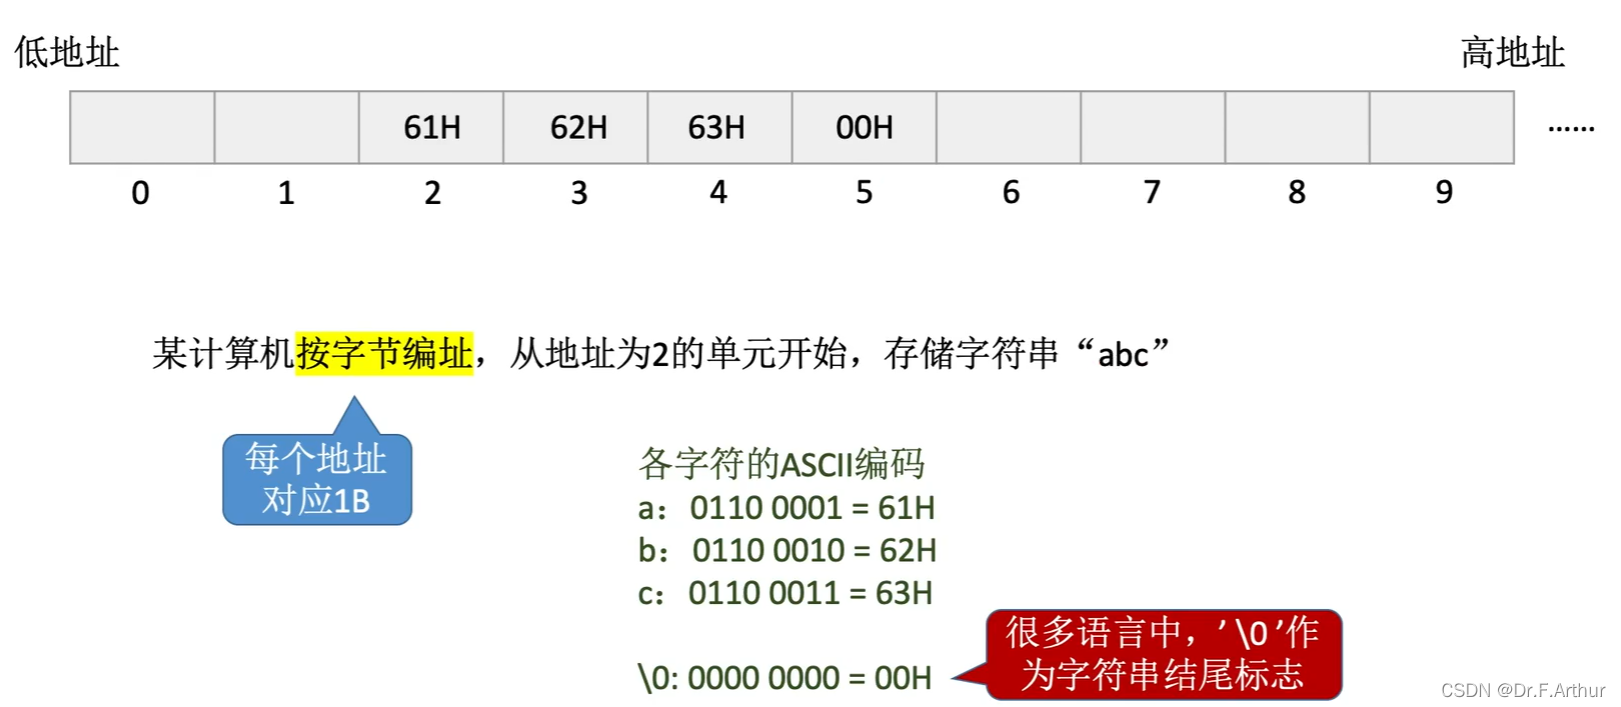 低地址 高地址
61H 62H 63H 00H ……
0 1 2 3 4 5 6 7 8 9
某计算机按字节编址，从地址为2的单元开始，存储字符串“abc”
每个地址
对应1B
各字符的ASCII编码
a： 0110 0001 = 61H
b： 0110 0010 = 62H
c： 0110 0011 = 63H
很多语言中，’ \0 ’作
为字符串结尾标志
\0: 0000 0000 = 00H
CSDN @Dr.F.Arthur